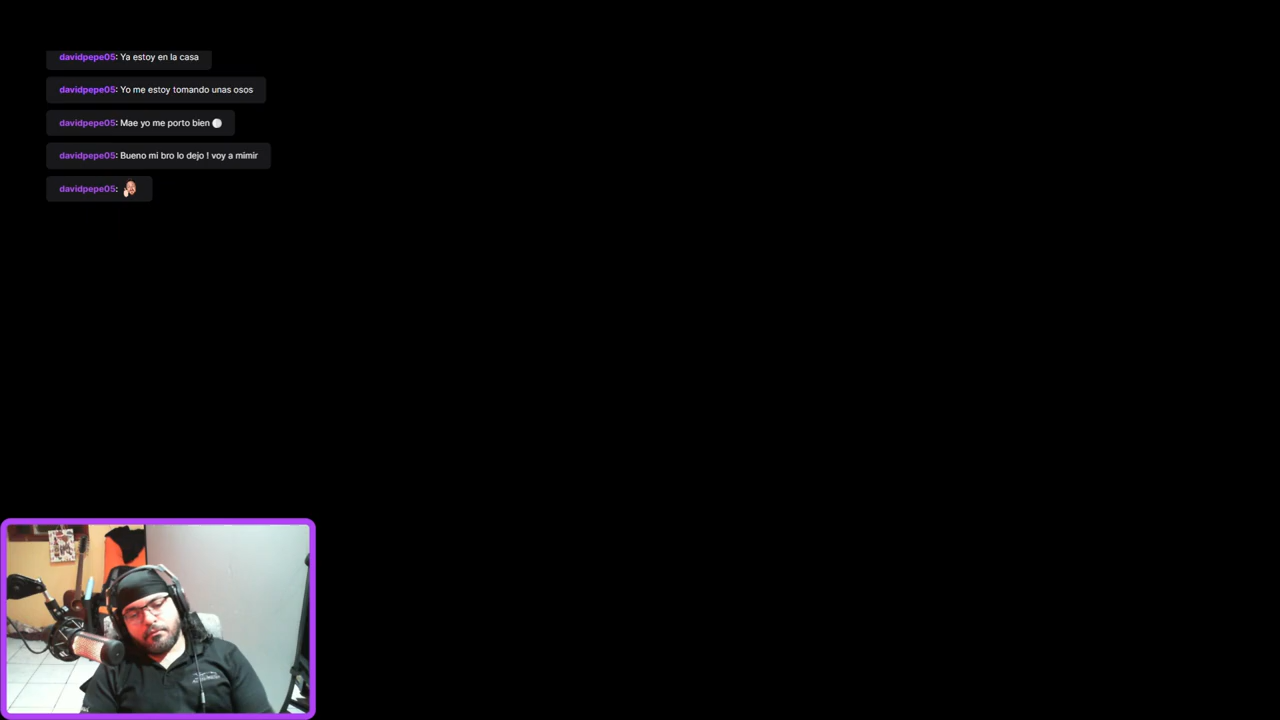 davidpepe05: Ya estoy en la casa
davidpepe05: Yo me estoy tomando unas osos
davidpepe05: Mae yo me porto bien
davidpepe05: Bueno mi bro lo dejo ! voy a mimir
davidpepe05: